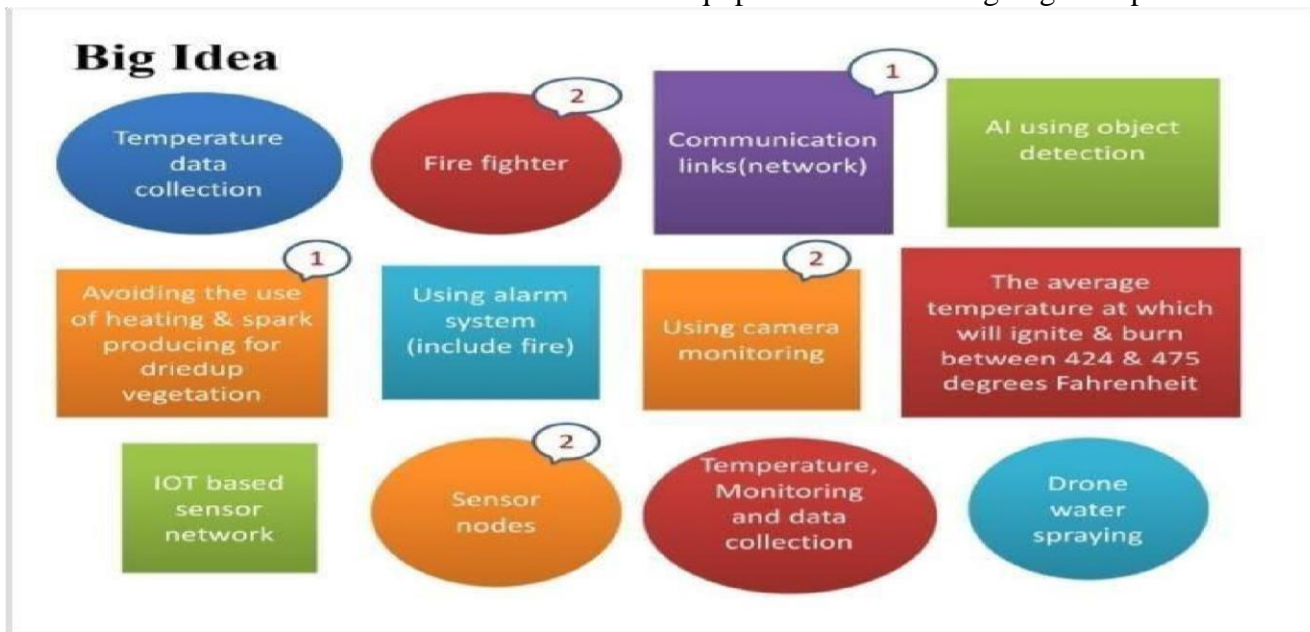 Big Idea
Temperature
data
collection
2
Fire fighter
1
Communication
links(network)
AI using object
detection
1
Avoiding the use
of heating & spark
producing for
driedup
vegetation
Using alarm
system
(include fire)
2
Using camera
monitoring
The average
temperature at which
will ignite & burn
between 424 & 475
degrees Fahrenheit
IOT based
sensor
network
2
Sensor
nodes
Temperature,
Monitoring
and data
collection
Drone
water
spraying